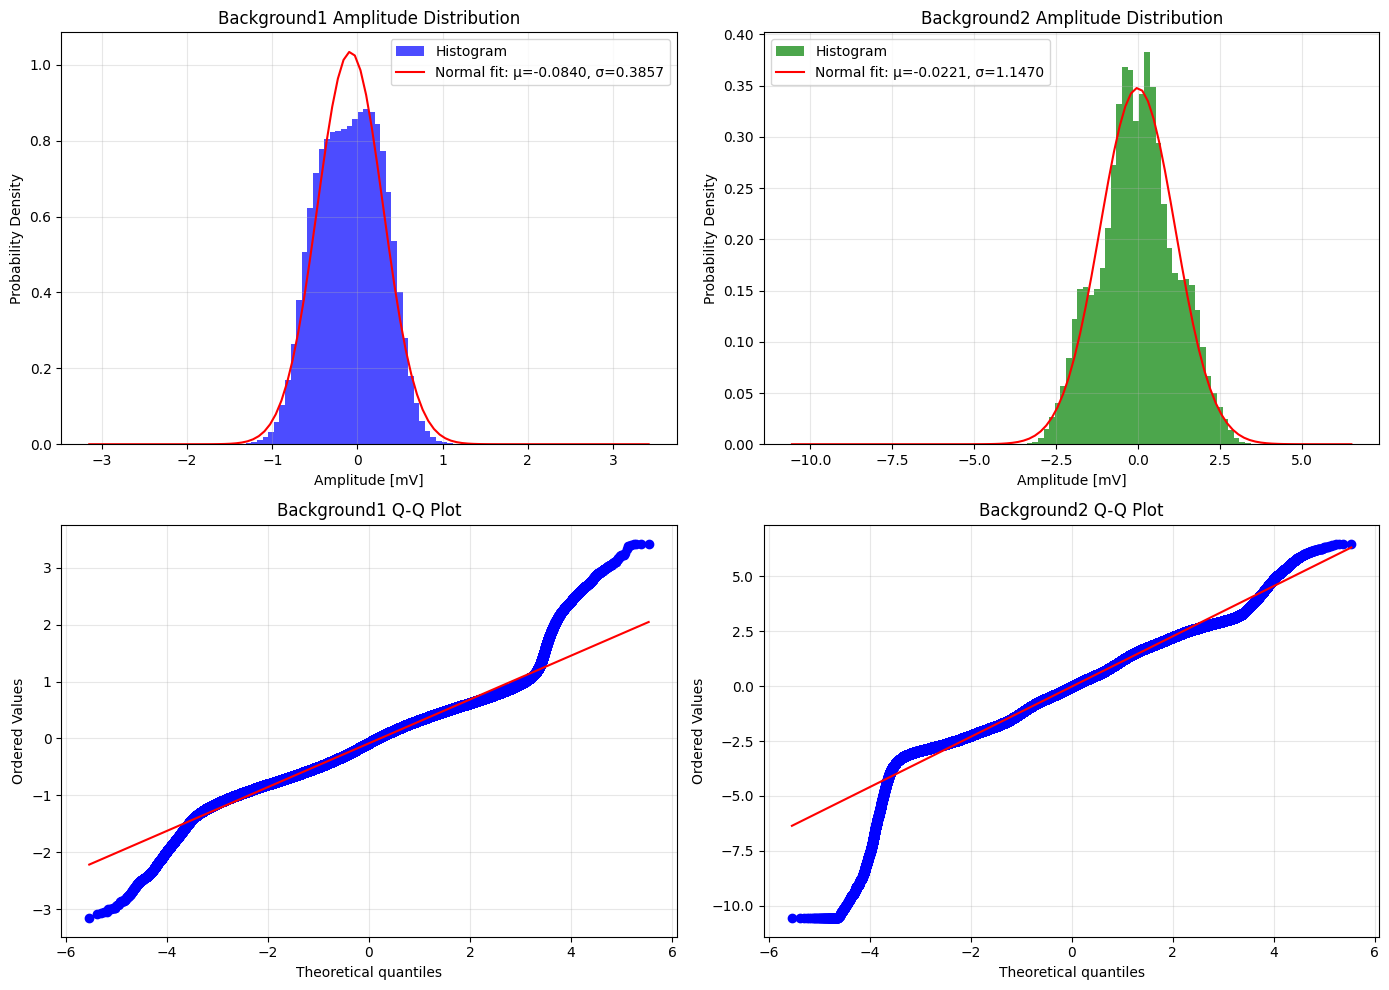 Background1 Amplitude Distribution
Histogram
Normal fit: μ=-0.0840, σ=0.3857
Probability Density
1.0
0.8
0.6
0.4
0.2
0.0
−3 −2 −1 0 1 2 3
Amplitude [mV]
Background2 Amplitude Distribution
Histogram
Normal fit: μ=-0.0221, σ=1.1470
Probability Density
0.40
0.35
0.30
0.25
0.20
0.15
0.10
0.05
0.00
−10.0 −7.5 −5.0 −2.5 0.0 2.5 5.0
Amplitude [mV]
Background1 Q-Q Plot
Ordered Values
3
2
1
0
−1
−2
−3
−6 −4 −2 0 2 4 6
Theoretical quantiles
Background2 Q-Q Plot
Ordered Values
5.0
2.5
0.0
−2.5
−5.0
−7.5
−10.0
−6 −4 −2 0 2 4 6
Theoretical quantiles